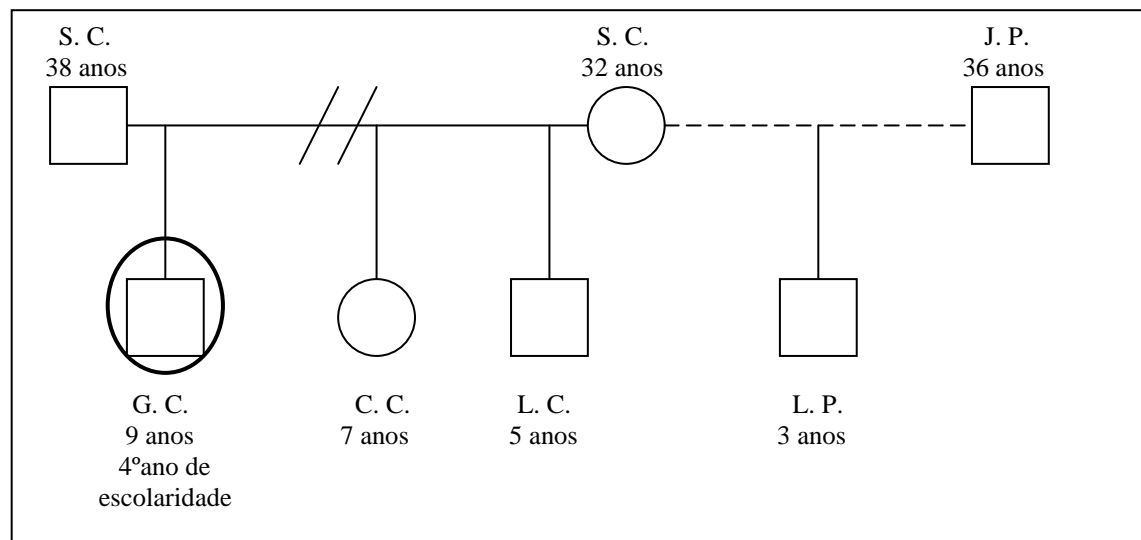 S. C.
38 anos
S. C.
32 anos
J. P.
36 anos
G. C.
9 anos
4ºano de
escolaridade
C. C.
7 anos
L. C.
5 anos
L. P.
3 anos